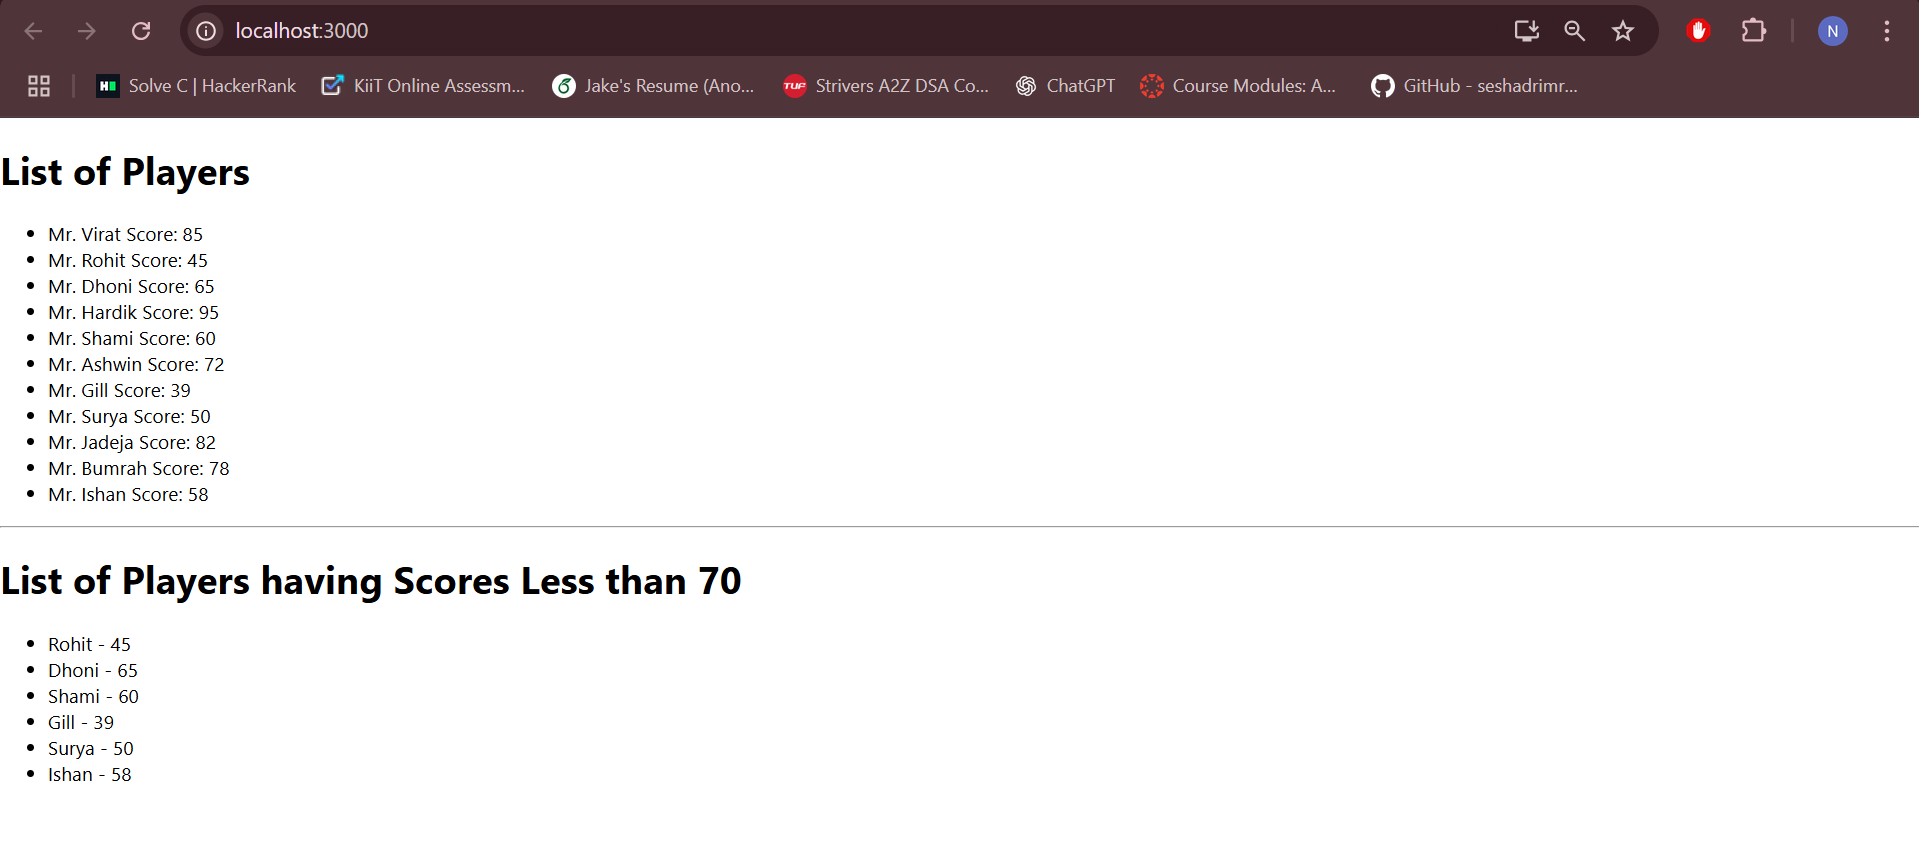 localhost:3000
N
Solve C | HackerRank
KiiT Online Assessm...
Jake's Resume (Ano...
TUF Strivers A2Z DSA Co...
ChatGPT
Course Modules: A...
GitHub - seshadrimr...
List of Players
• Mr. Virat Score: 85
• Mr. Rohit Score: 45
• Mr. Dhoni Score: 65
• Mr. Hardik Score: 95
• Mr. Shami Score: 60
• Mr. Ashwin Score: 72
• Mr. Gill Score: 39
• Mr. Surya Score: 50
• Mr. Jadeja Score: 82
• Mr. Bumrah Score: 78
• Mr. Ishan Score: 58
List of Players having Scores Less than 70
• Rohit - 45
• Dhoni - 65
• Shami - 60
• Gill - 39
• Surya - 50
• Ishan - 58